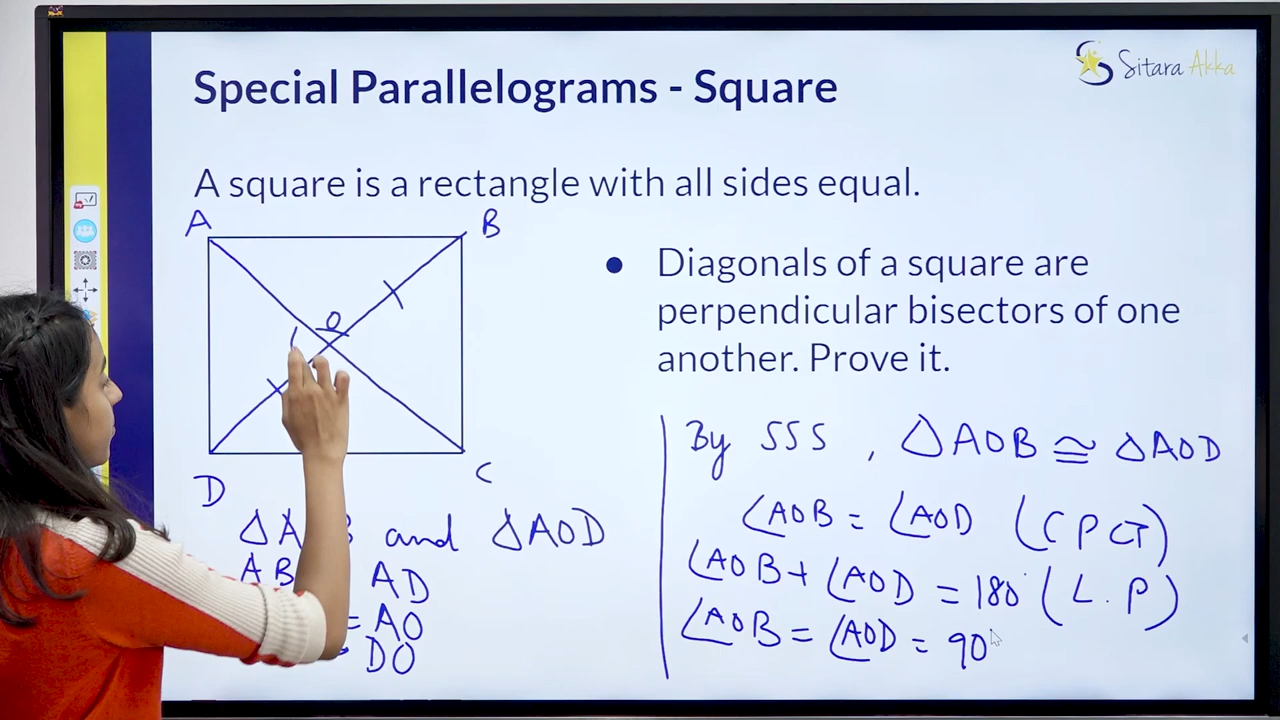 Special Parallelograms - Square
Sitara Akka
A square is a rectangle with all sides equal.
A
B
O
D
C
• Diagonals of a square are
perpendicular bisectors of one
another. Prove it.
and △AOD
AD
= AO
= DO
By SSS, △AOB ≅ △AOD
∠AOB = ∠AOD (CPCT)
∠AOB + ∠AOD = 180° (L.P)
∠AOB = ∠AOD = 90°